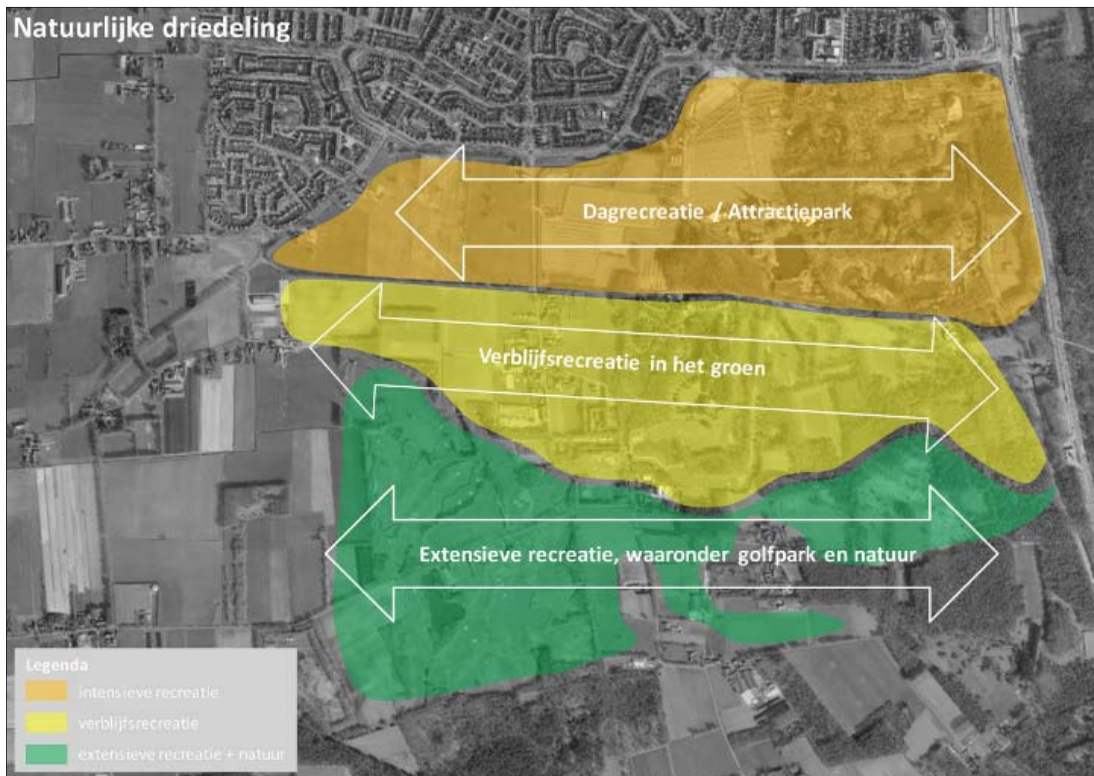 Natuurlijke driedeling
Dagrecreatie / Attractiepark
Verblijfsrecreatie in het groen
Extensieve recreatie, waaronder golfpark en natuur
Legenda
intensieve recreatie
verblijfsrecreatie
extensieve recreatie + natuur